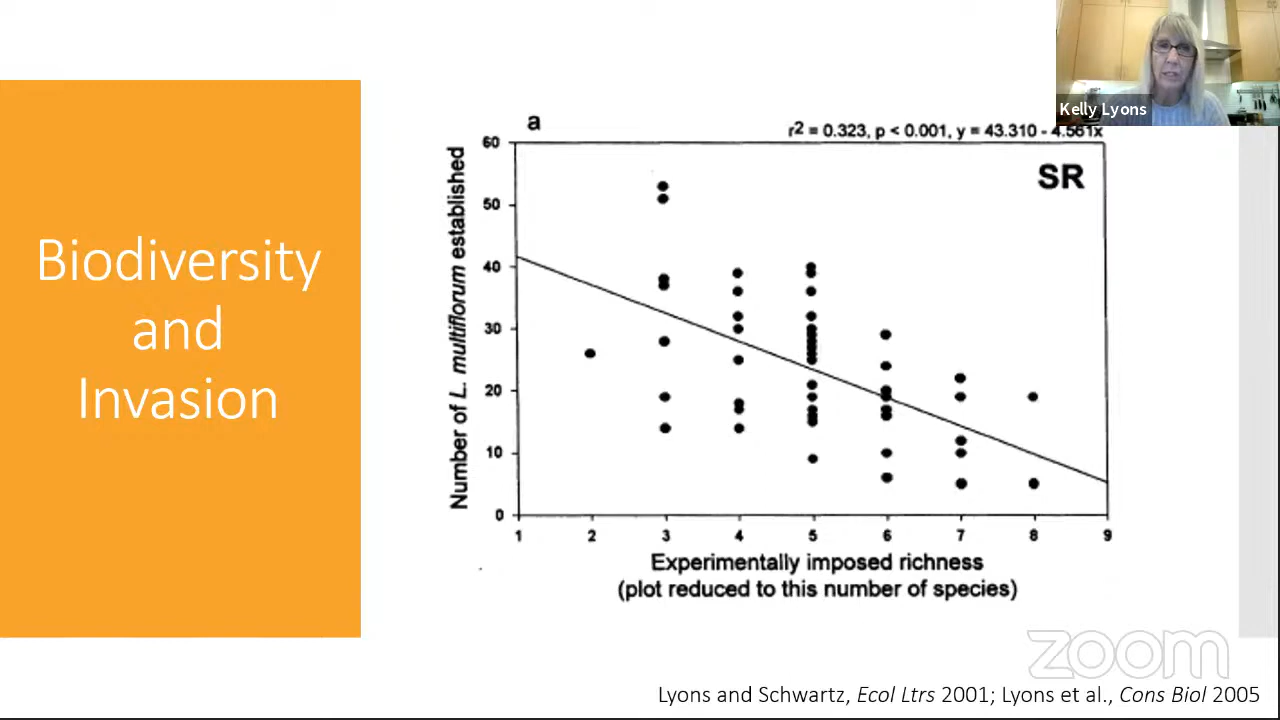 Kelly Lyons
Biodiversity
and
Invasion
a
r2 = 0.323, p < 0.001, y = 43.310 - 4.561x
SR
Number of L. multiflorum established
60
50
40
30
20
10
0
1 2 3 4 5 6 7 8 9
Experimentally imposed richness
(plot reduced to this number of species)
zoom
Lyons and Schwartz, Ecol Ltrs 2001; Lyons et al., Cons Biol 2005